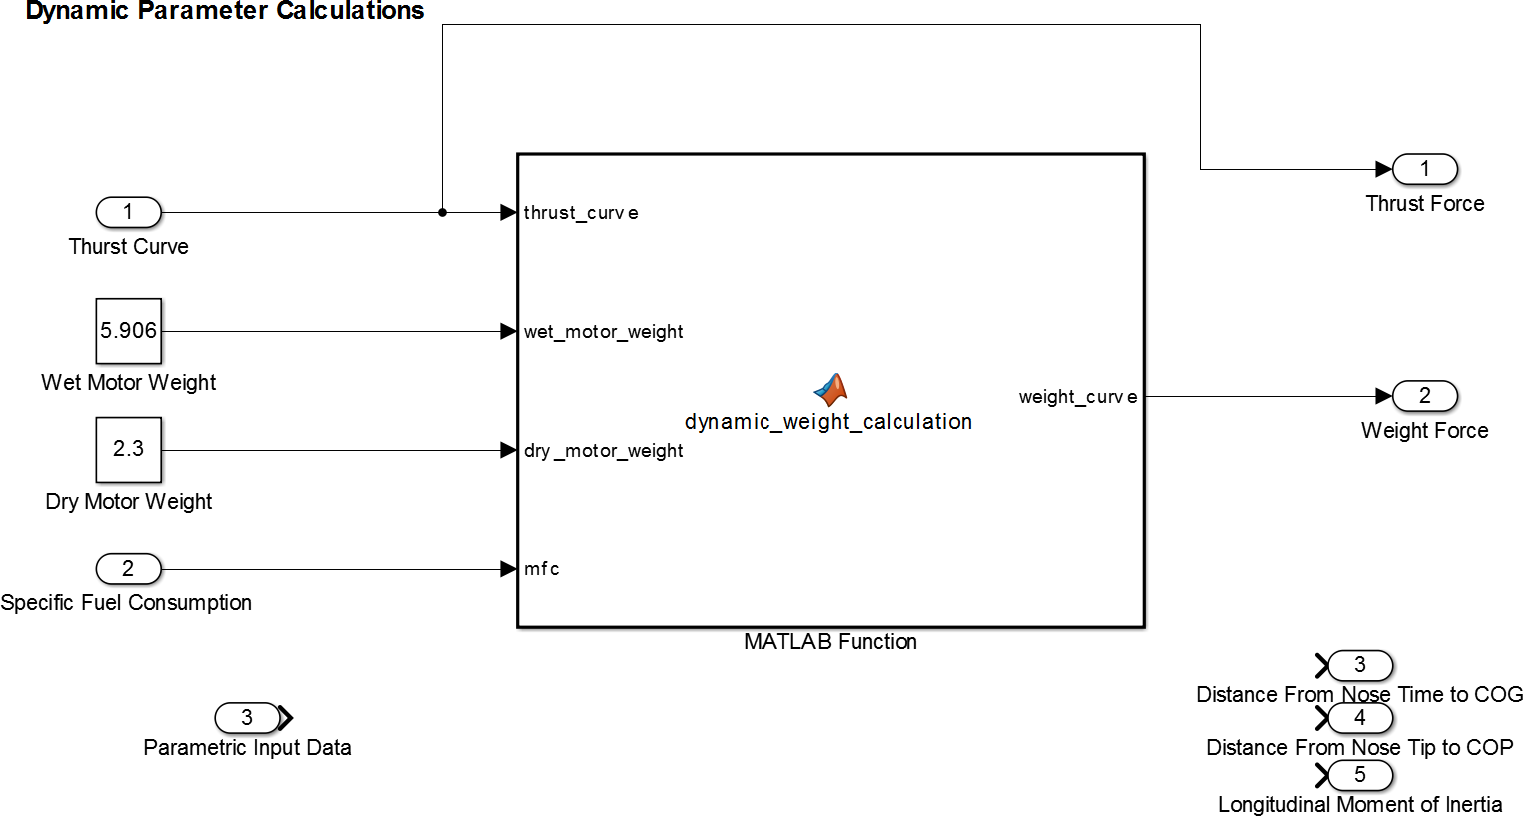 Dynamic Parameter Calculations
1
Thurst Curve
thrust_curve
1
Thrust Force
5.906
Wet Motor Weight
wet_motor_weight
2.3
Dry Motor Weight
dry_motor_weight
dynamic_weight_calculation
weight_curve
2
Weight Force
2
Specific Fuel Consumption
mfc
MATLAB Function
3
Parametric Input Data
3
Distance From Nose Time to COG
4
Distance From Nose Tip to COP
5
Longitudinal Moment of Inertia